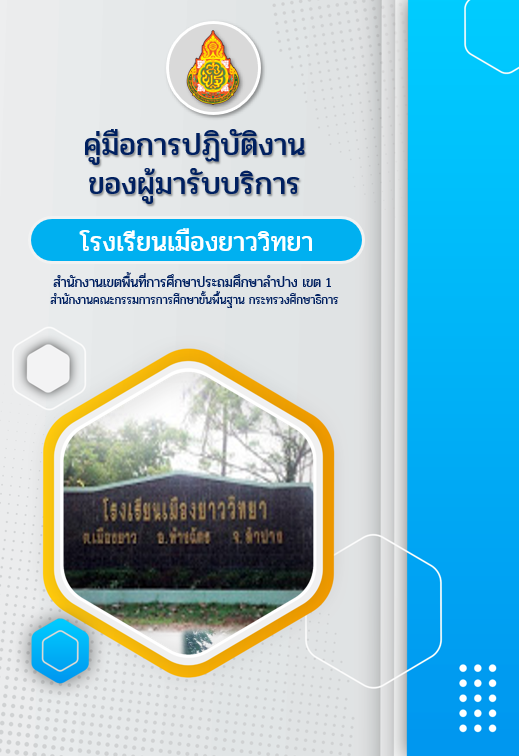 คู่มือการปฏิบัติงาน
ของผู้มารับบริการ
โรงเรียนเมืองยาววิทยา
สำนักงานเขตพื้นที่การศึกษาประถมศึกษาลำปาง เขต 1
สำนักงานคณะกรรมการการศึกษาขั้นพื้นฐาน กระทรวงศึกษาธิการ
โรงเรียนเมืองยาววิทยา
ต.เมืองยาว อ.ห้างฉัตร จ.ลำปาง